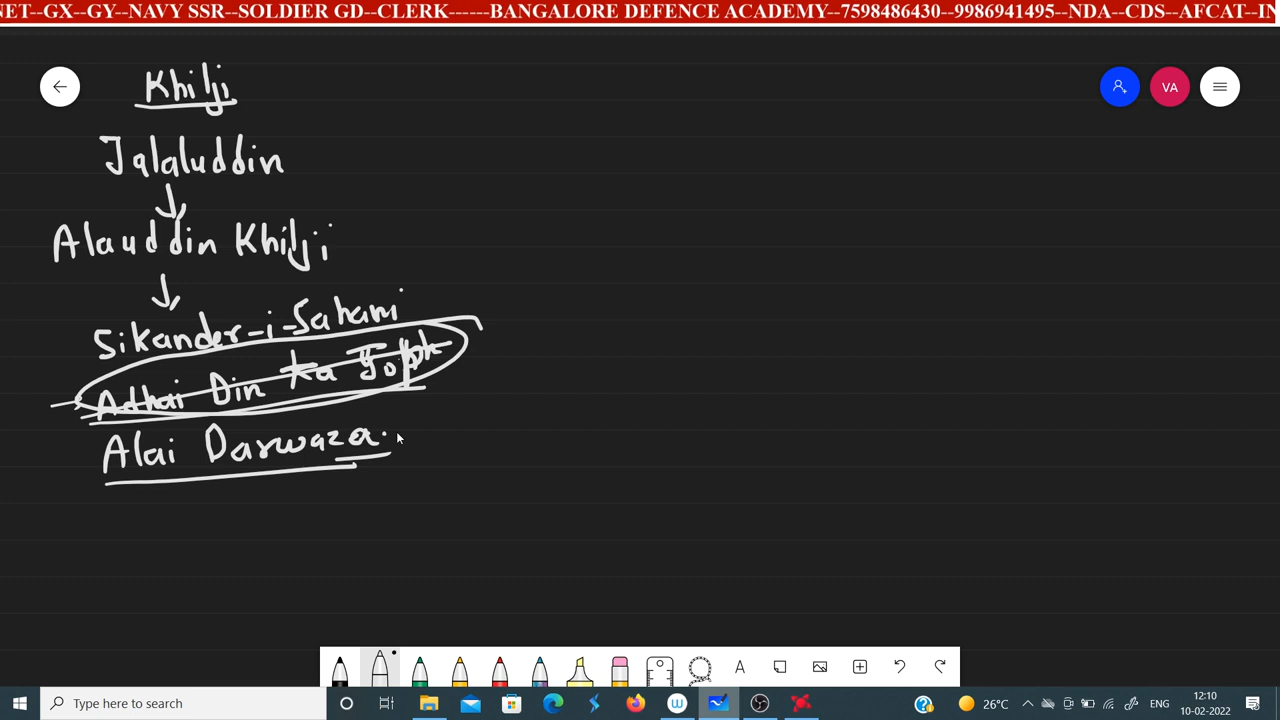 NET--GX--GY--NAVY SSR--SOLDIER GD--CLERK------BANGALORE DEFENCE ACADEMY--7598486430--9986941495--NDA--CDS--AFCAT--IN
Khilji
VA
Jalaluddin
Alauddin Khilji
Sikander-i-Sahani
Adhai Din ka
Alai Darwaza.
A
Type here to search
26°C
ENG
12:10
10-02-2022